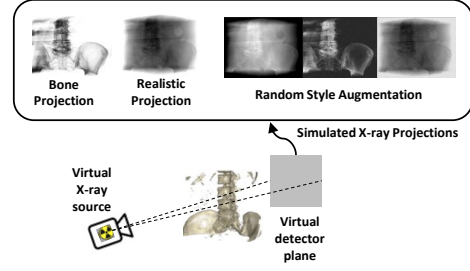 Bone
Projection
Realistic
Projection
Random Style Augmentation
Simulated X-ray Projections
Virtual
X-ray
source
Virtual
detector
plane